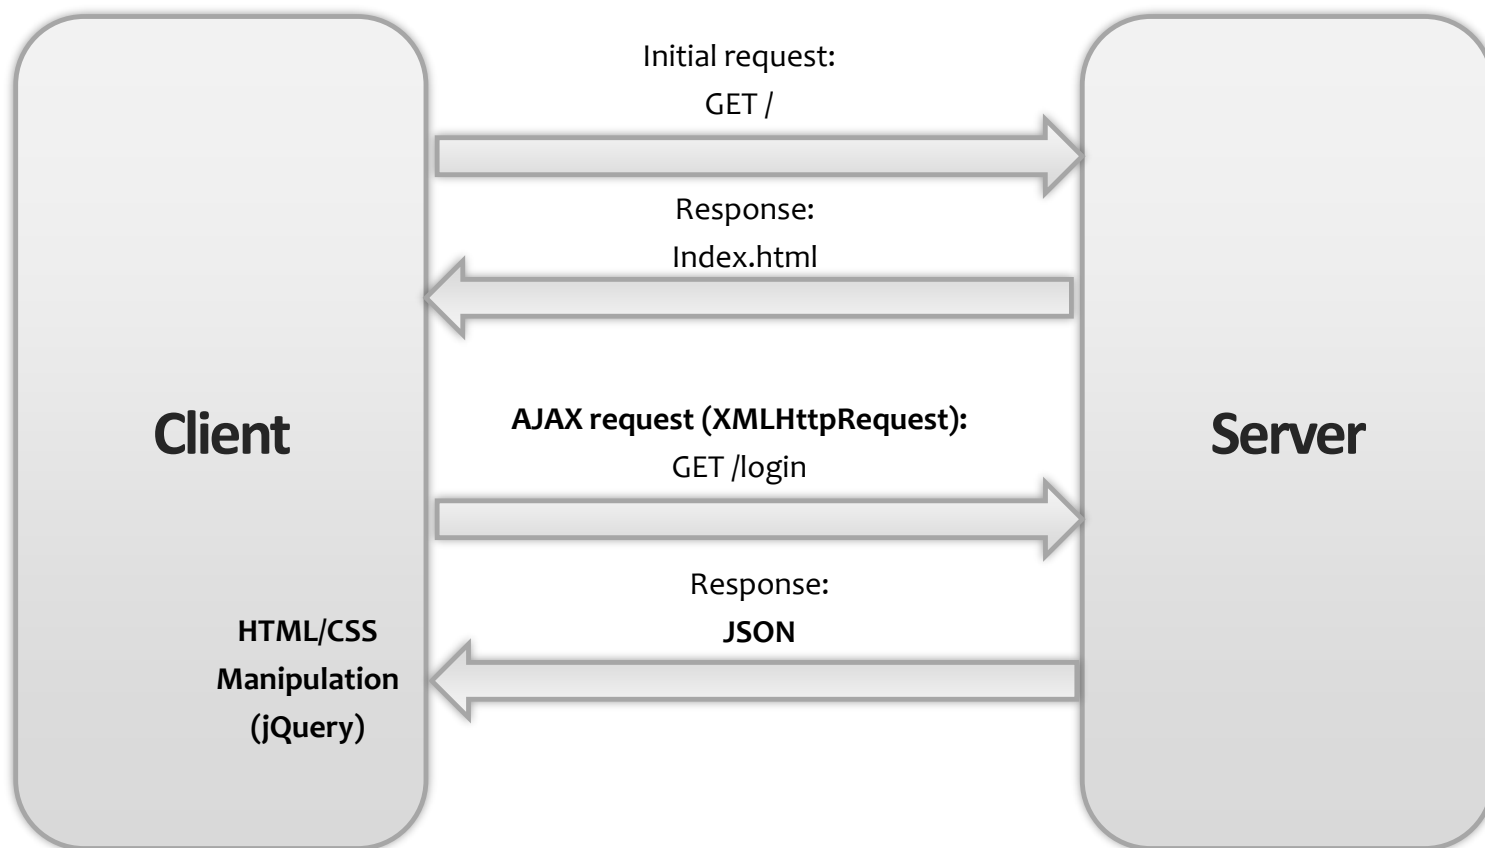 Initial request:
GET /
Response:
Index.html
Client
AJAX request (XMLHttpRequest):
GET /login
Server
Response:
JSON
HTML/CSS
Manipulation
(jQuery)